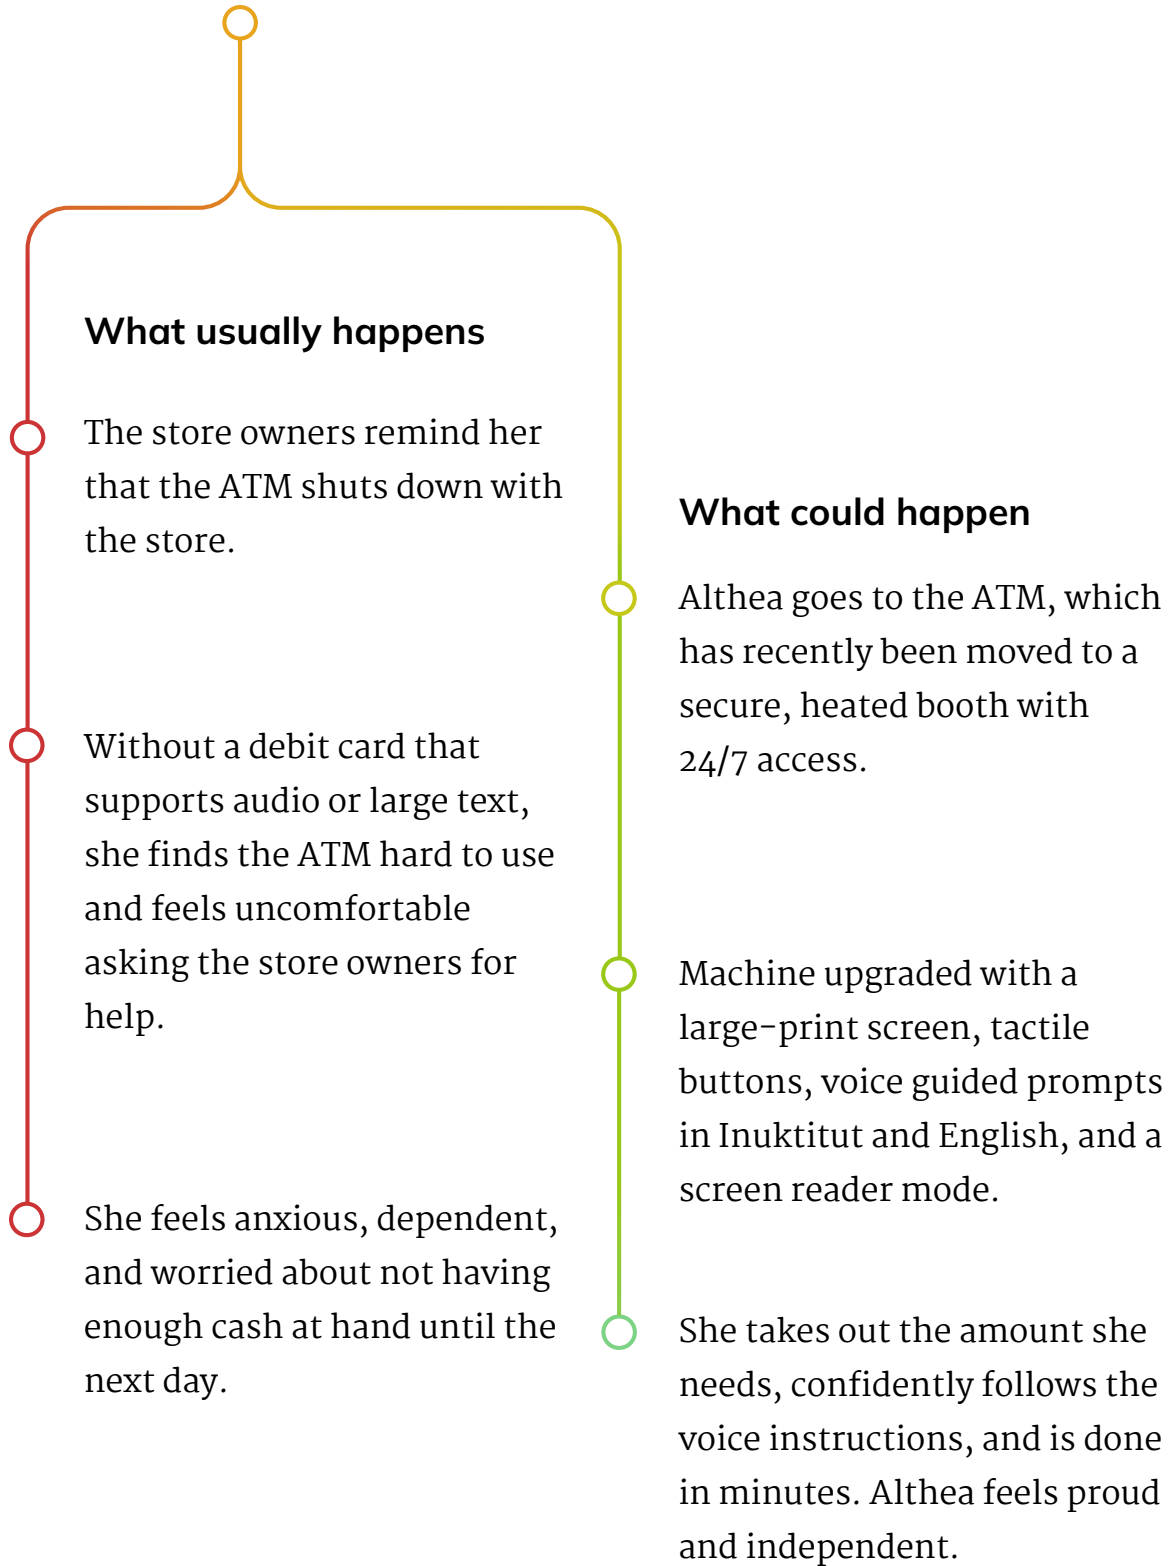 What usually happens
The store owners remind her
that the ATM shuts down with
the store.
Without a debit card that
supports audio or large text,
she finds the ATM hard to use
and feels uncomfortable
asking the store owners for
help.
She feels anxious, dependent,
and worried about not having
enough cash at hand until the
next day.
What could happen
Althea goes to the ATM, which
has recently been moved to a
secure, heated booth with
24/7 access.
Machine upgraded with a
large-print screen, tactile
buttons, voice guided prompts
in Inuktitut and English, and a
screen reader mode.
She takes out the amount she
needs, confidently follows the
voice instructions, and is done
in minutes. Althea feels proud
and independent.